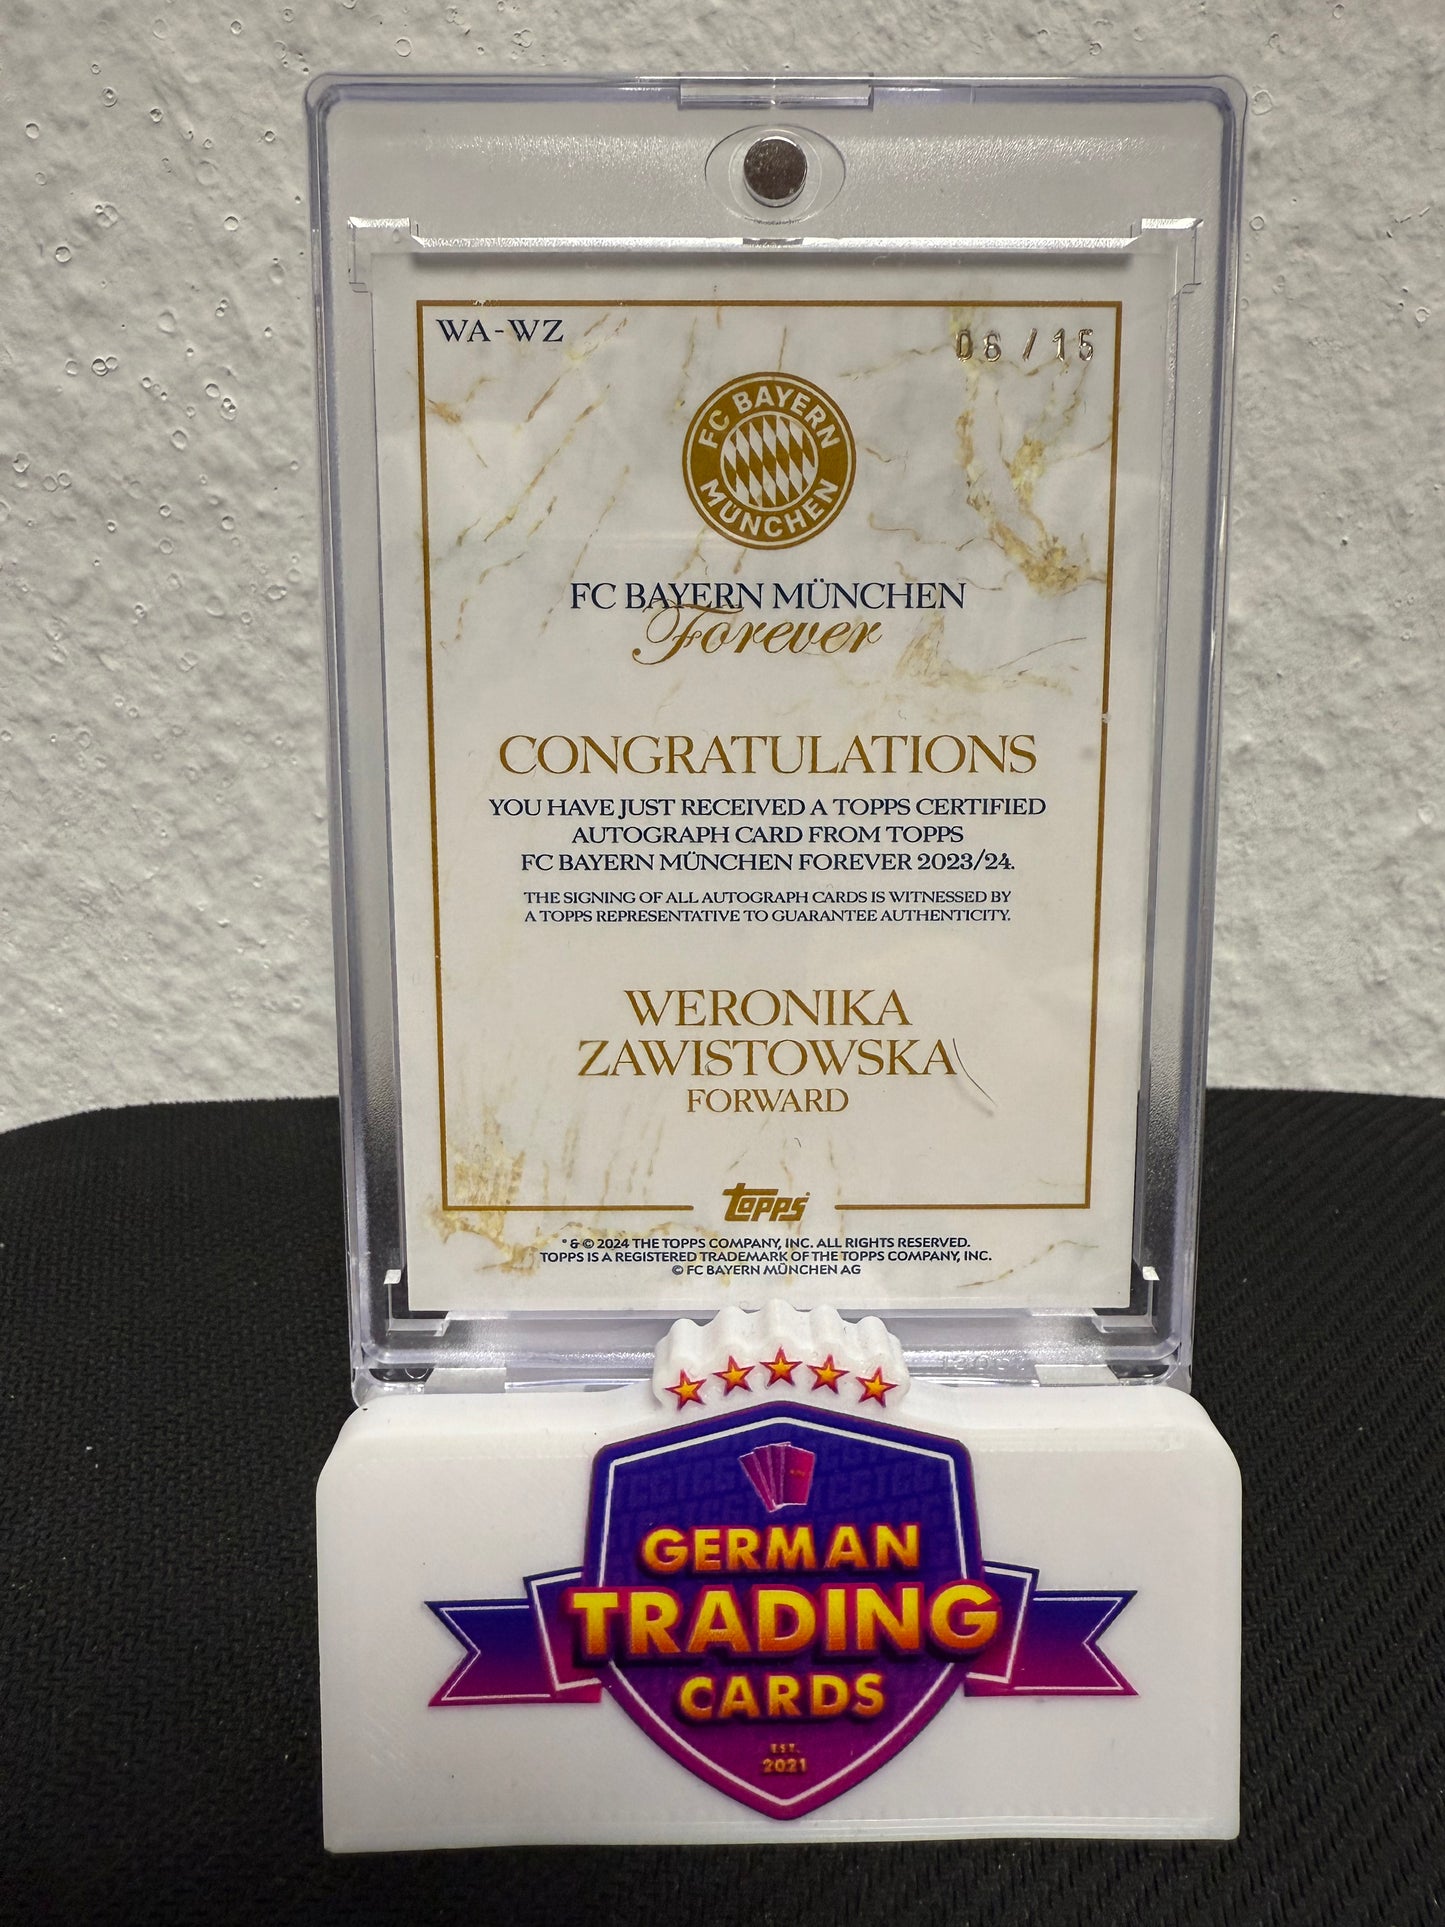 WA-WZ
06/15
FC BAYERN
MÜNCHEN
FC BAYERN MÜNCHEN
Forever
CONGRATULATIONS
YOU HAVE JUST RECEIVED A TOPPS CERTIFIED
AUTOGRAPH CARD FROM TOPPS
FC BAYERN MÜNCHEN FOREVER 2023/24.
THE SIGNING OF ALL AUTOGRAPH CARDS IS WITNESSED BY
A TOPPS REPRESENTATIVE TO GUARANTEE AUTHENTICITY.
WERONIKA
ZAWISTOWSKA
FORWARD
topps
® & © 2024 THE TOPPS COMPANY, INC. ALL RIGHTS RESERVED.
TOPPS IS A REGISTERED TRADEMARK OF THE TOPPS COMPANY, INC.
© FC BAYERN MÜNCHEN AG
GERMAN
TRADING
CARDS
EST.
2021